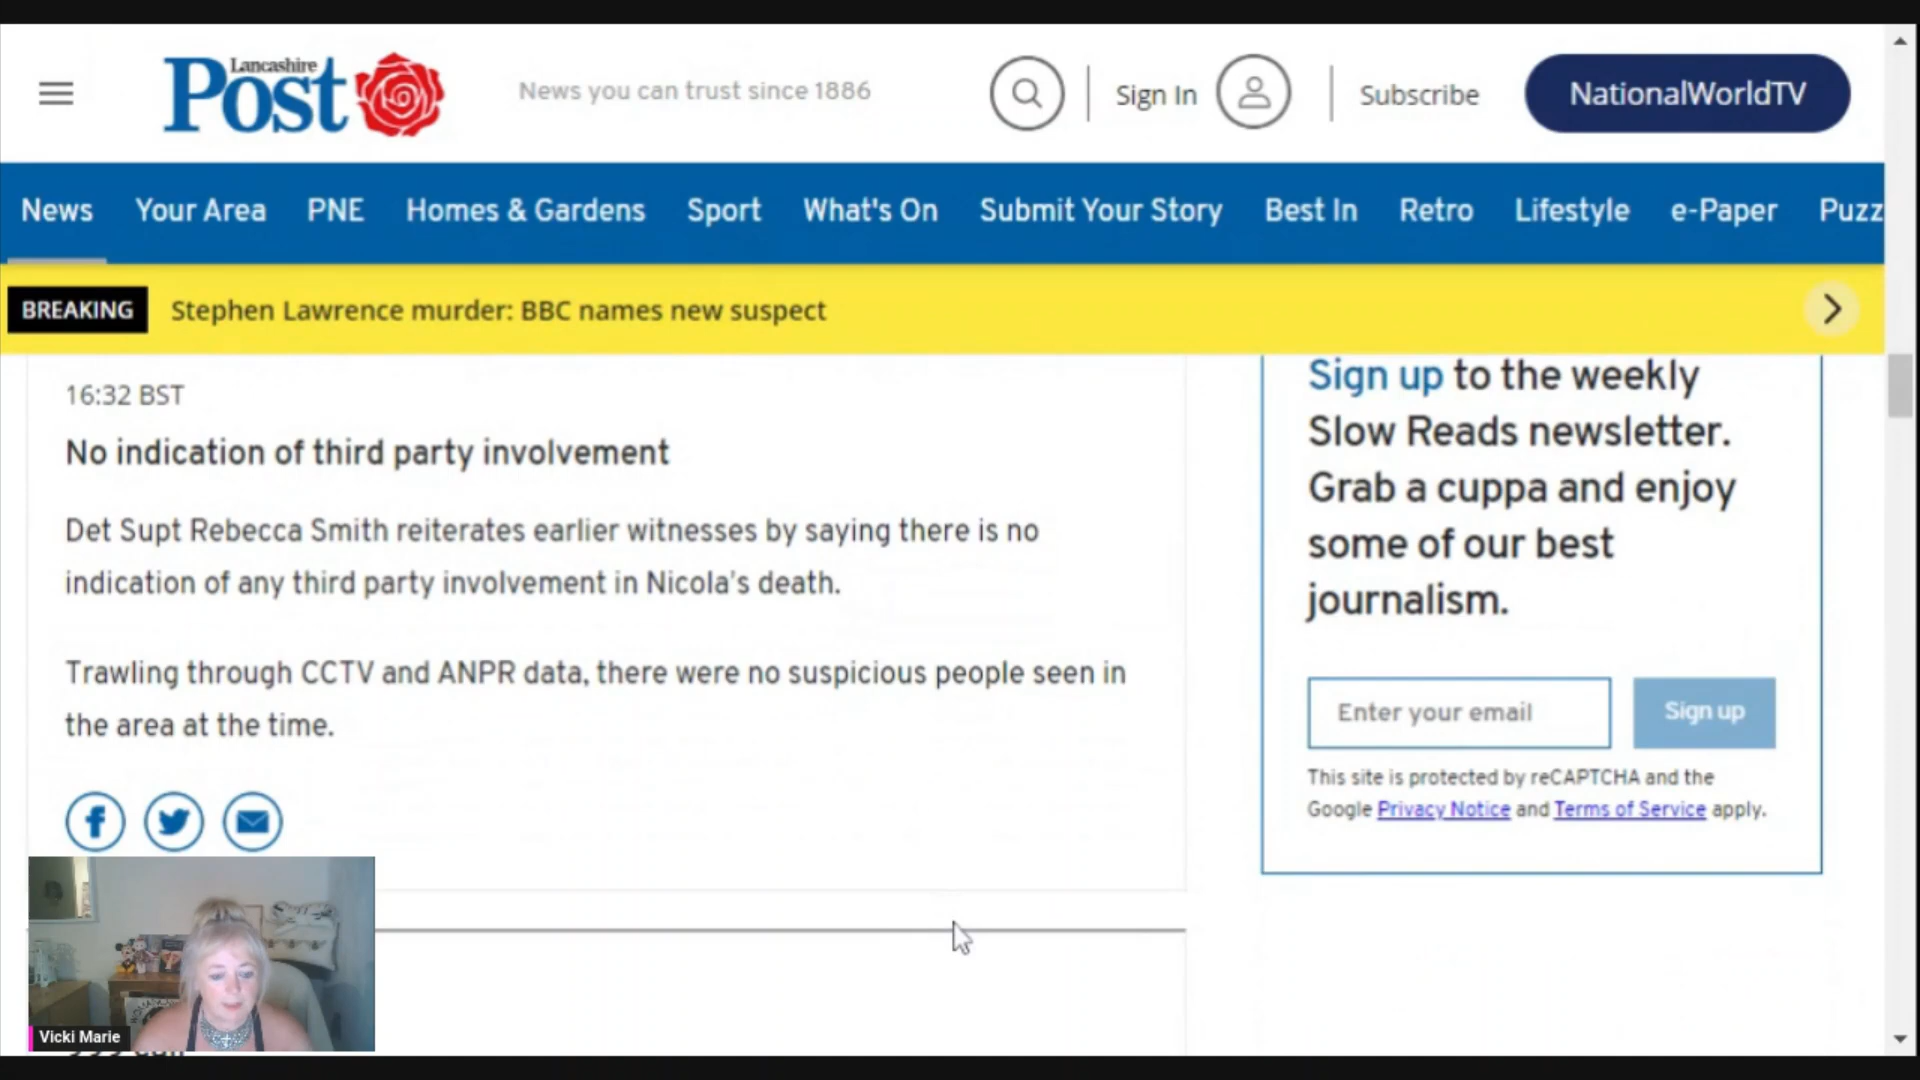 Lancashire
Post
News you can trust since 1886
Sign In
Subscribe
NationalWorldTV
News Your Area PNE Homes & Gardens Sport What's On Submit Your Story Best In Retro Lifestyle e-Paper Puzz
BREAKING Stephen Lawrence murder: BBC names new suspect
16:32 BST
No indication of third party involvement
Det Supt Rebecca Smith reiterates earlier witnesses by saying there is no
indication of any third party involvement in Nicola's death.
Trawling through CCTV and ANPR data, there were no suspicious people seen in
the area at the time.
Sign up to the weekly
Slow Reads newsletter.
Grab a cuppa and enjoy
some of our best
journalism.
Enter your email
Sign up
This site is protected by reCAPTCHA and the
Google Privacy Notice and Terms of Service apply.
Vicki Marie